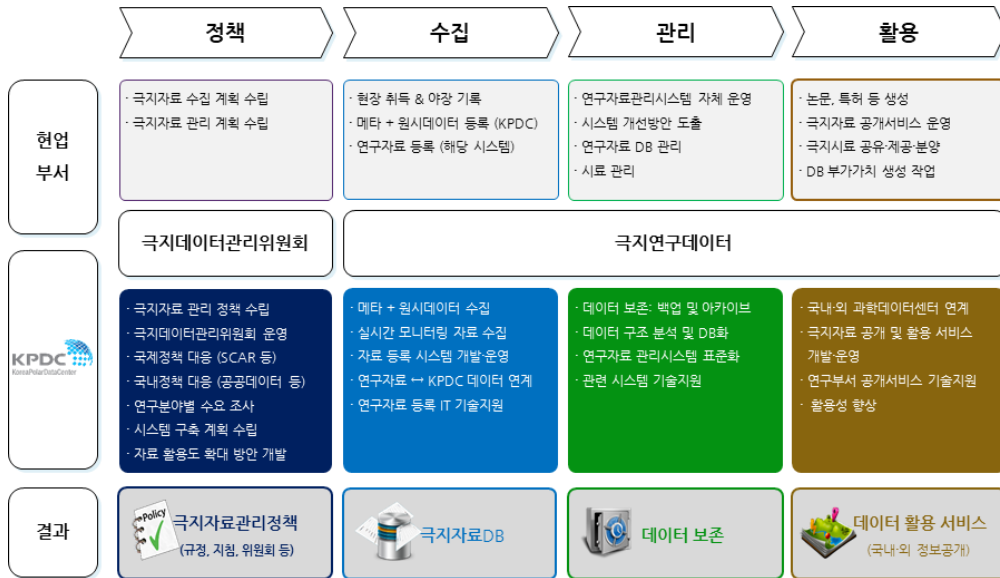 정책
수집
관리
활용
현업
부서
· 극지자료 수집 계획 수립
· 극지자료 관리 계획 수립
· 현장 취득 & 야장 기록
· 메타 + 원시데이터 등록 (KPDC)
· 연구자료 등록 (해당 시스템)
· 연구자료관리시스템 자체 운영
· 시스템 개선방안 도출
· 연구자료 DB 관리
· 시료 관리
· 논문, 특허 등 생성
· 극지자료 공개서비스 운영
· 극지시료 공유·제공·분양
· DB 부가가치 생성 작업
극지데이터관리위원회
극지연구데이터
KPDC
KoreaPolarDataCenter
· 극지자료 관리 정책 수립
· 극지데이터관리위원회 운영
· 국제정책 대응 (SCAR 등)
· 국내정책 대응 (공공데이터 등)
· 연구분야별 수요 조사
· 시스템 구축 계획 수립
· 자료 활용도 확대 방안 개발
· 메타 + 원시데이터 수집
· 실시간 모니터링 자료 수집
· 자료 등록 시스템 개발·운영
· 연구자료 ↔ KPDC 데이터 연계
· 연구자료 등록 IT 기술지원
· 데이터 보존: 백업 및 아카이브
· 데이터 구조 분석 및 DB화
· 연구자료 관리시스템 표준화
· 관련 시스템 기술지원
· 국내·외 과학데이터센터 연계
· 극지자료 공개 및 활용 서비스
개발·운영
· 연구부서 공개서비스 기술지원
· 활용성 향상
결과
Policy
극지자료관리정책
(규정, 지침, 위원회 등)
극지자료DB
데이터 보존
데이터 활용 서비스
(국내·외 정보공개)